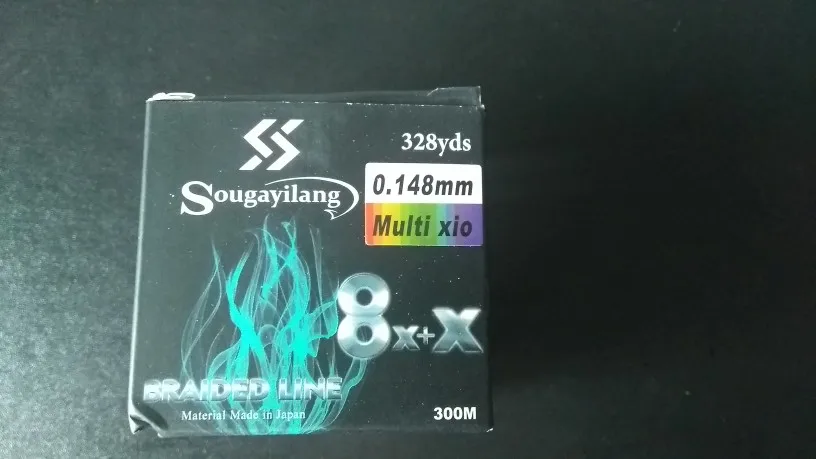 328yds
Sougayilang
0.148mm
Multi xio
8x+X
BRAIDED LINE
Material Made in Japan
300M